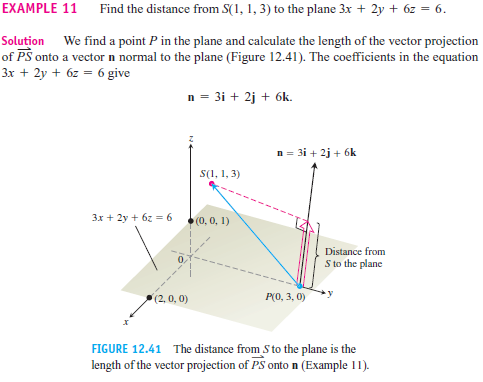 EXAMPLE 11 Find the distance from S(1, 1, 3) to the plane 3x + 2y + 6z = 6.
Solution We find a point P in the plane and calculate the length of the vector projection
of PS⃗ onto a vector n normal to the plane (Figure 12.41). The coefficients in the equation
3x + 2y + 6z = 6 give
n = 3i + 2j + 6k.
z
n = 3i + 2j + 6k
S(1, 1, 3)
3x + 2y + 6z = 6
(0, 0, 1)
Distance from
S to the plane
0
(2, 0, 0)
P(0, 3, 0)
y
x
FIGURE 12.41 The distance from S to the plane is the
length of the vector projection of PS⃗ onto n (Example 11).